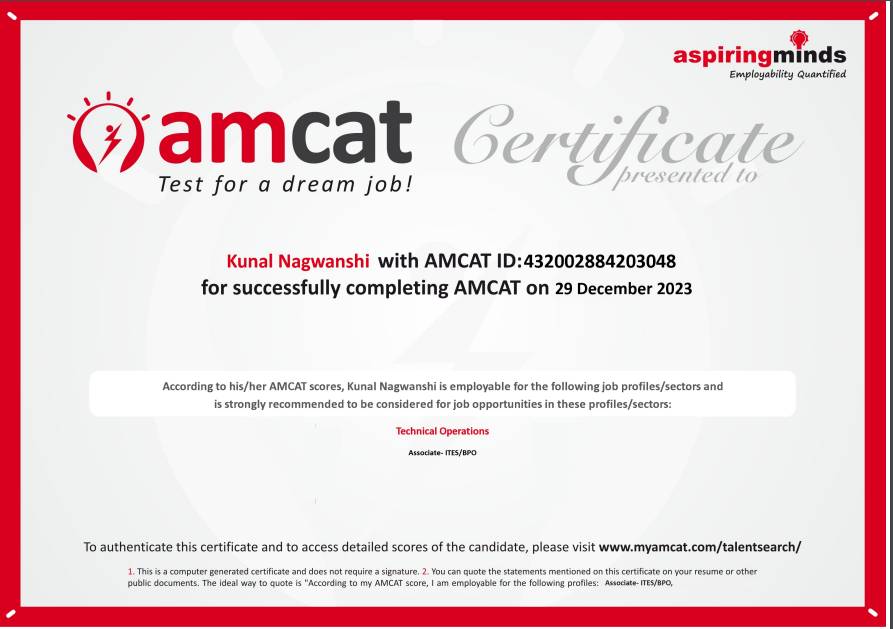 aspiringminds
Employability Quantified
amcat
Test for a dream job!
Certificate
presented to
Kunal Nagwanshi with AMCAT ID:432002884203048
for successfully completing AMCAT on 29 December 2023
According to his/her AMCAT scores, Kunal Nagwanshi is employable for the following job profiles/sectors and
is strongly recommended to be considered for job opportunities in these profiles/sectors:
Technical Operations
Associate- ITES/BPO
To authenticate this certificate and to access detailed scores of the candidate, please visit www.myamcat.com/talentsearch/
1. This is a computer generated certificate and does not require a signature. 2. You can quote the statements mentioned on this certificate on your resume or other
public documents. The ideal way to quote is "According to my AMCAT score, I am employable for the following profiles: Associate- ITES/BPO,